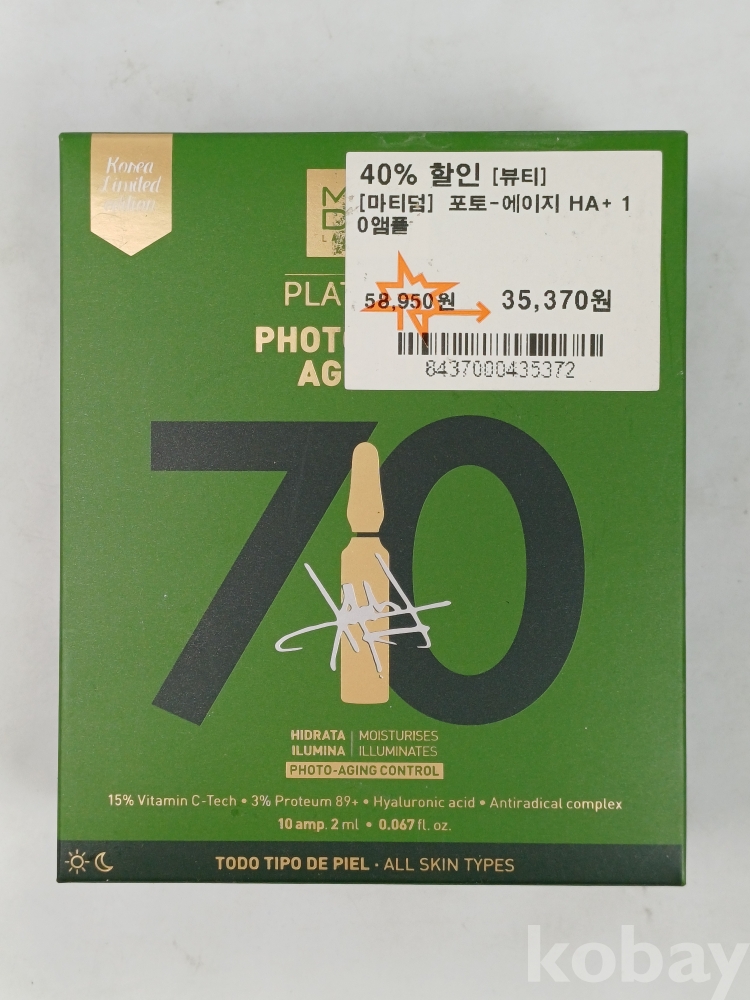 Korea
Limited
40% 할인 [뷰티]
[마티덤] 포토-에이지 HA+ 1
0앰플
58,950원 35,370원
8437000435372
PLA
PHOTO
AG
70
HIDRATA | MOISTURISES
ILUMINA | ILLUMINATES
PHOTO-AGING CONTROL
15% Vitamin C-Tech • 3% Proteum 89+ • Hyaluronic acid • Antiradical complex
10 amp. 2 ml • 0.067 fl. oz.
TODO TIPO DE PIEL · ALL SKIN TYPES
kobay